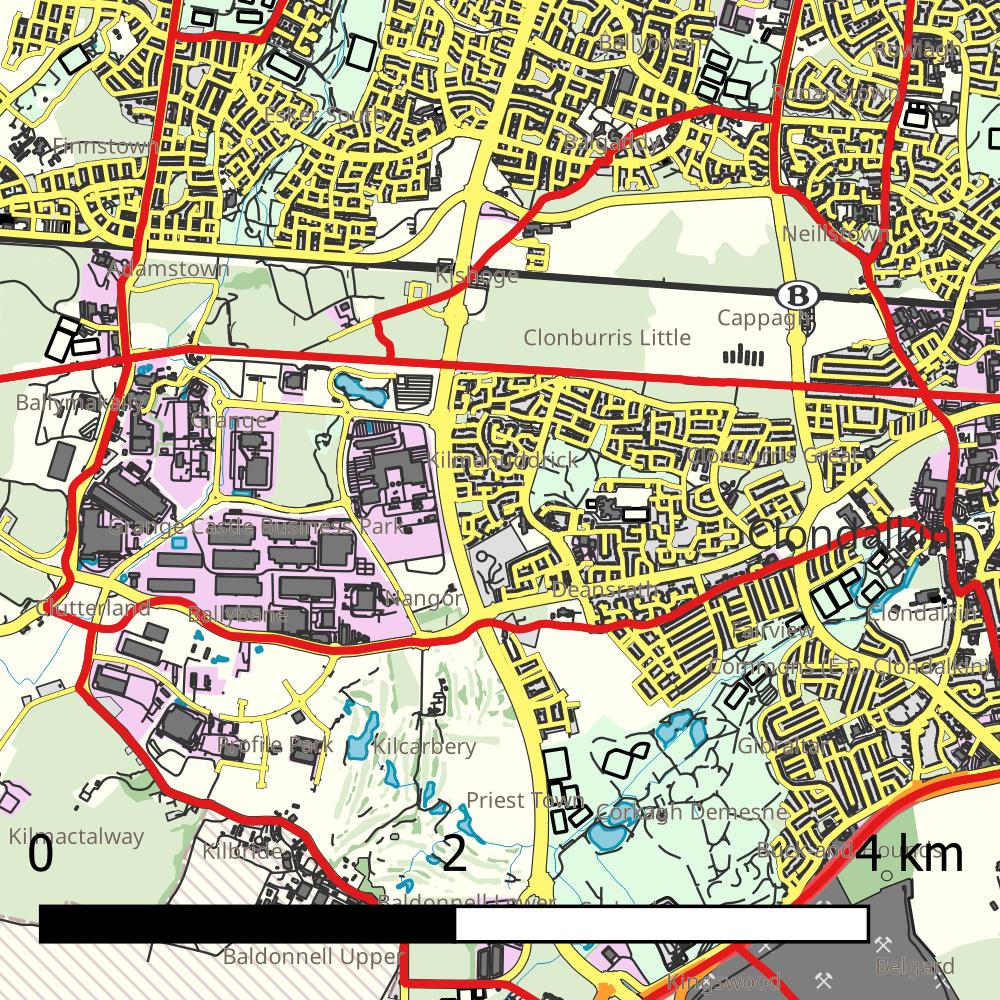 Ballyowen
Rowlagh
Ronanstown
Esker South
Finnstown
Balgaddy
Neillstown
Adamstown
Kishoge
B
Cappagh
Clonburris Little
Ballymakaily
Grange
Kilmahuddrick
Clonburris Great
Grange Castle Business Park
Clondalkin
Deansrath
Nangor
Clutterland
Ballybane
Clondalkin
Fairview
Commons (E.D. Clondalkin)
Profile Park
Kilcarbery
Gibraltar
Priest Town
Corkagh Demesne
Kilmactalway
Kilbride
0
2
4 km
Buck and Hounds
Baldonnell Lower
Baldonnell Upper
Belgard
Kingswood